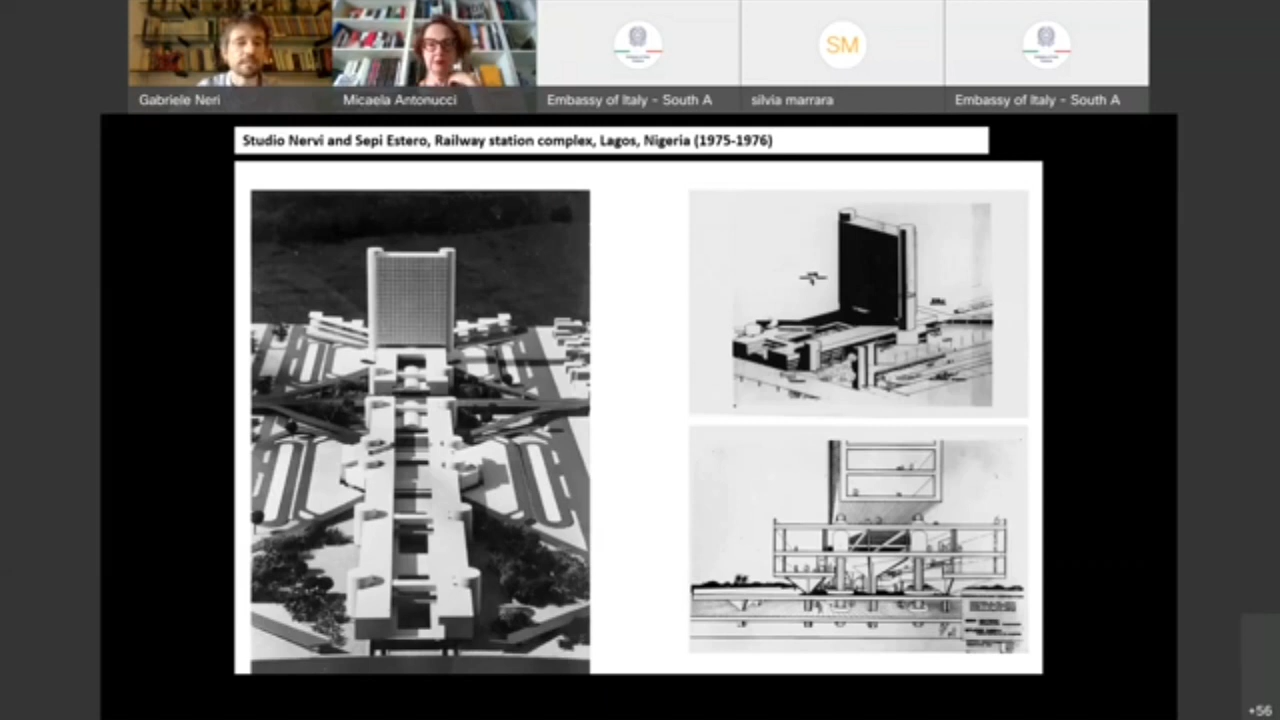 Gabriele Neri
Micaela Antonucci
Embassy of Italy - South A
SM
silvia marrara
Embassy of Italy - South A
Studio Nervi and Sepi Estero, Railway station complex, Lagos, Nigeria (1975-1976)
+56